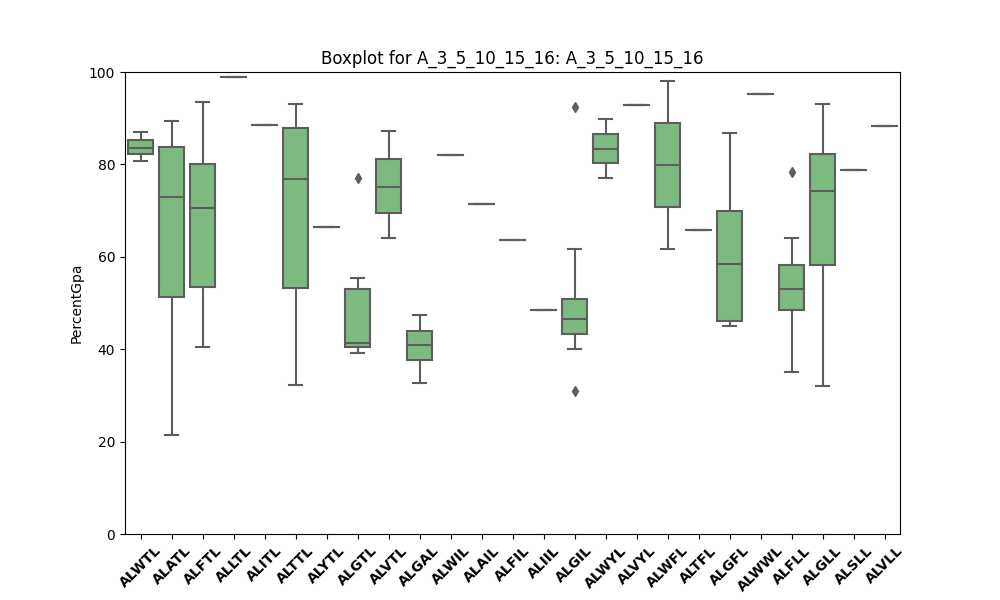 Boxplot for A_3_5_10_15_16: A_3_5_10_15_16
PercentGpa
100
80
60
40
20
0
ALWTL
ALATL
ALFTL
ALLTL
ALITL
ALTTL
ALYTL
ALGTL
ALVTL
ALGAL
ALWIL
ALAIL
ALFIL
ALIIL
ALGIL
ALWYL
ALVYL
ALWFL
ALTFL
ALGFL
ALWWL
ALFLL
ALGLL
ALSLL
ALVLL